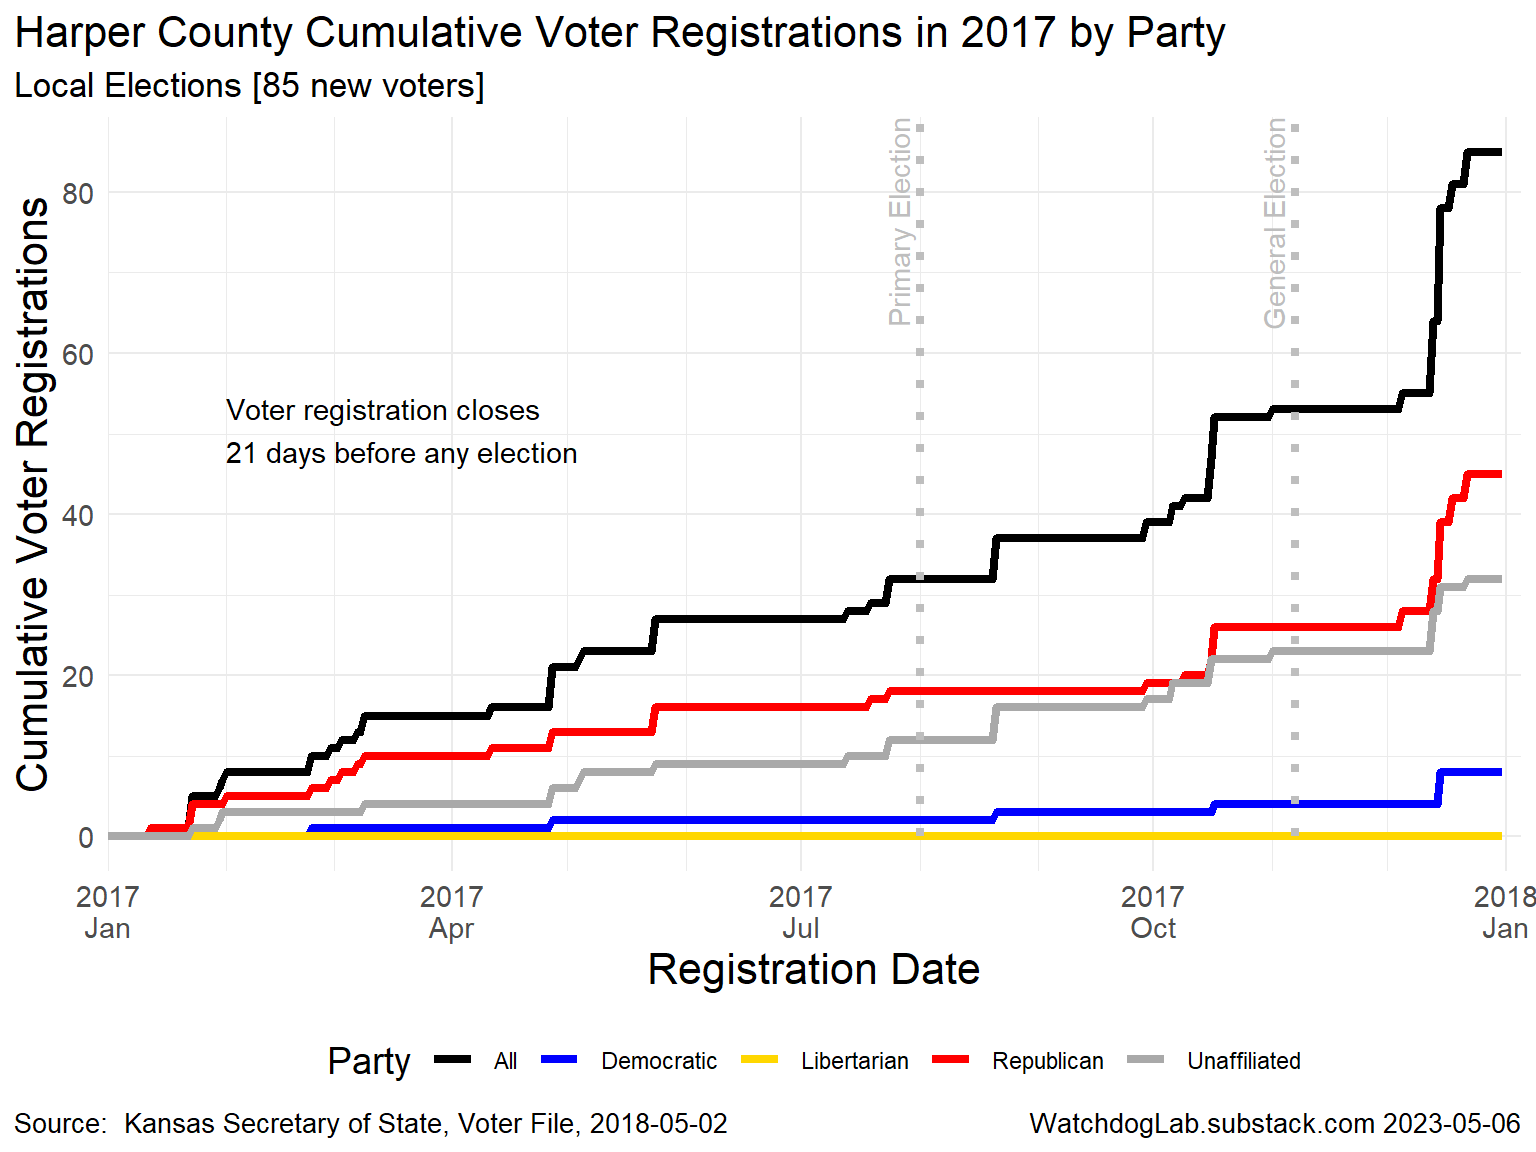 Harper County Cumulative Voter Registrations in 2017 by Party
Local Elections [85 new voters]
Cumulative Voter Registrations
80
60
40
20
0
Primary Election
General Election
Voter registration closes
21 days before any election
2017 2017 2017 2017 2018
Jan Apr Jul Oct Jan
Registration Date
Party All Democratic Libertarian Republican Unaffiliated
Source:  Kansas Secretary of State, Voter File, 2018-05-02
WatchdogLab.substack.com 2023-05-06